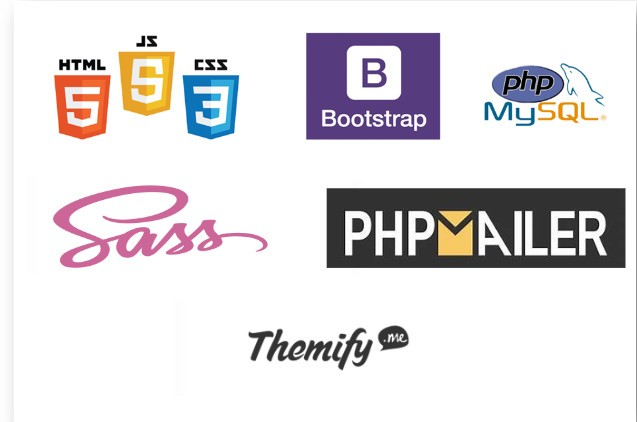 HTML JS CSS
5 5 3
B
Bootstrap
php
MySQL®
Sass
PHPMAILER
Themify .me